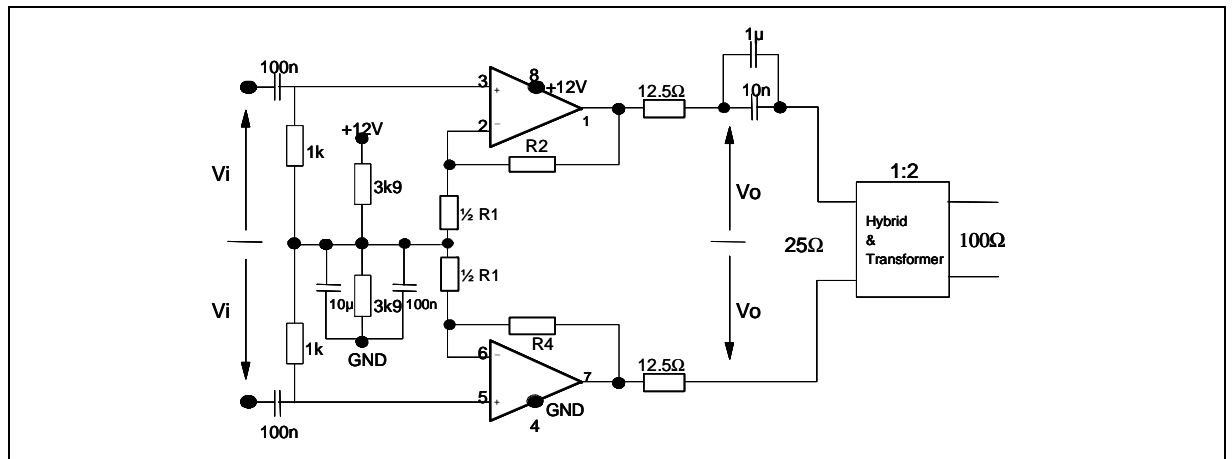 1µ
100n
8
+12V
3
+
12.5Ω
10n
1
2
−
+12V
R2
1k
Vi
3k9
1:2
Vo
½ R1
Hybrid
&
Transformer
25Ω
100Ω
½ R1
10µ
3k9
100n
Vi
Vo
1k
GND
R4
6
−
12.5Ω
7
5
+
GND
4
100n